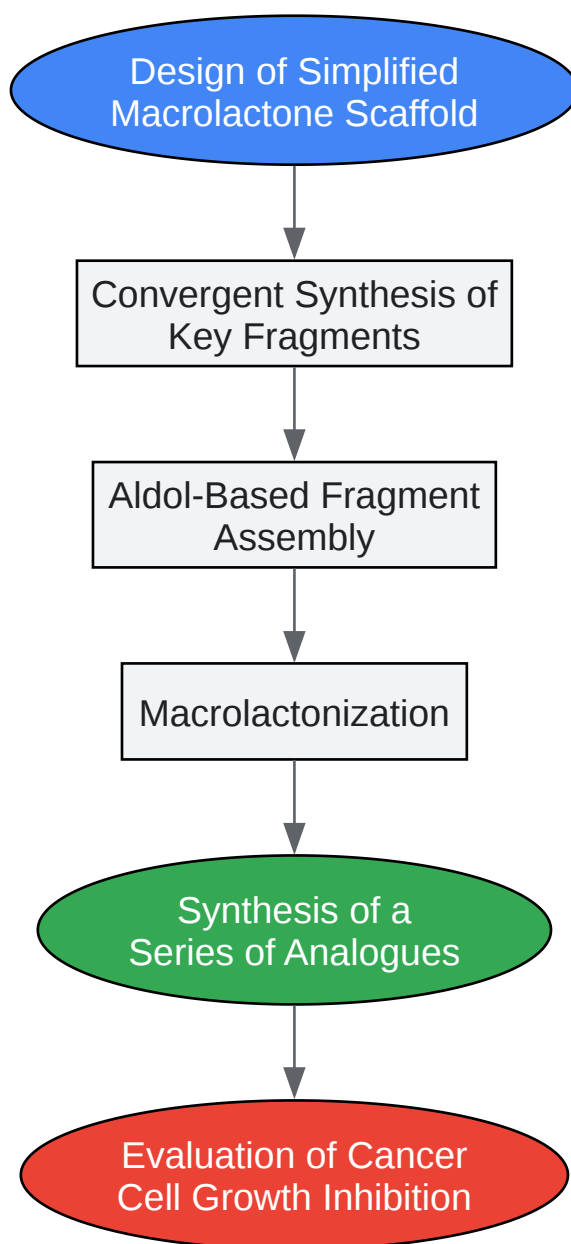 Design of Simplified
Macrolactone Scaffold
Convergent Synthesis of
Key Fragments
Aldol-Based Fragment
Assembly
Macrolactonization
Synthesis of a
Series of Analogues
Evaluation of Cancer
Cell Growth Inhibition